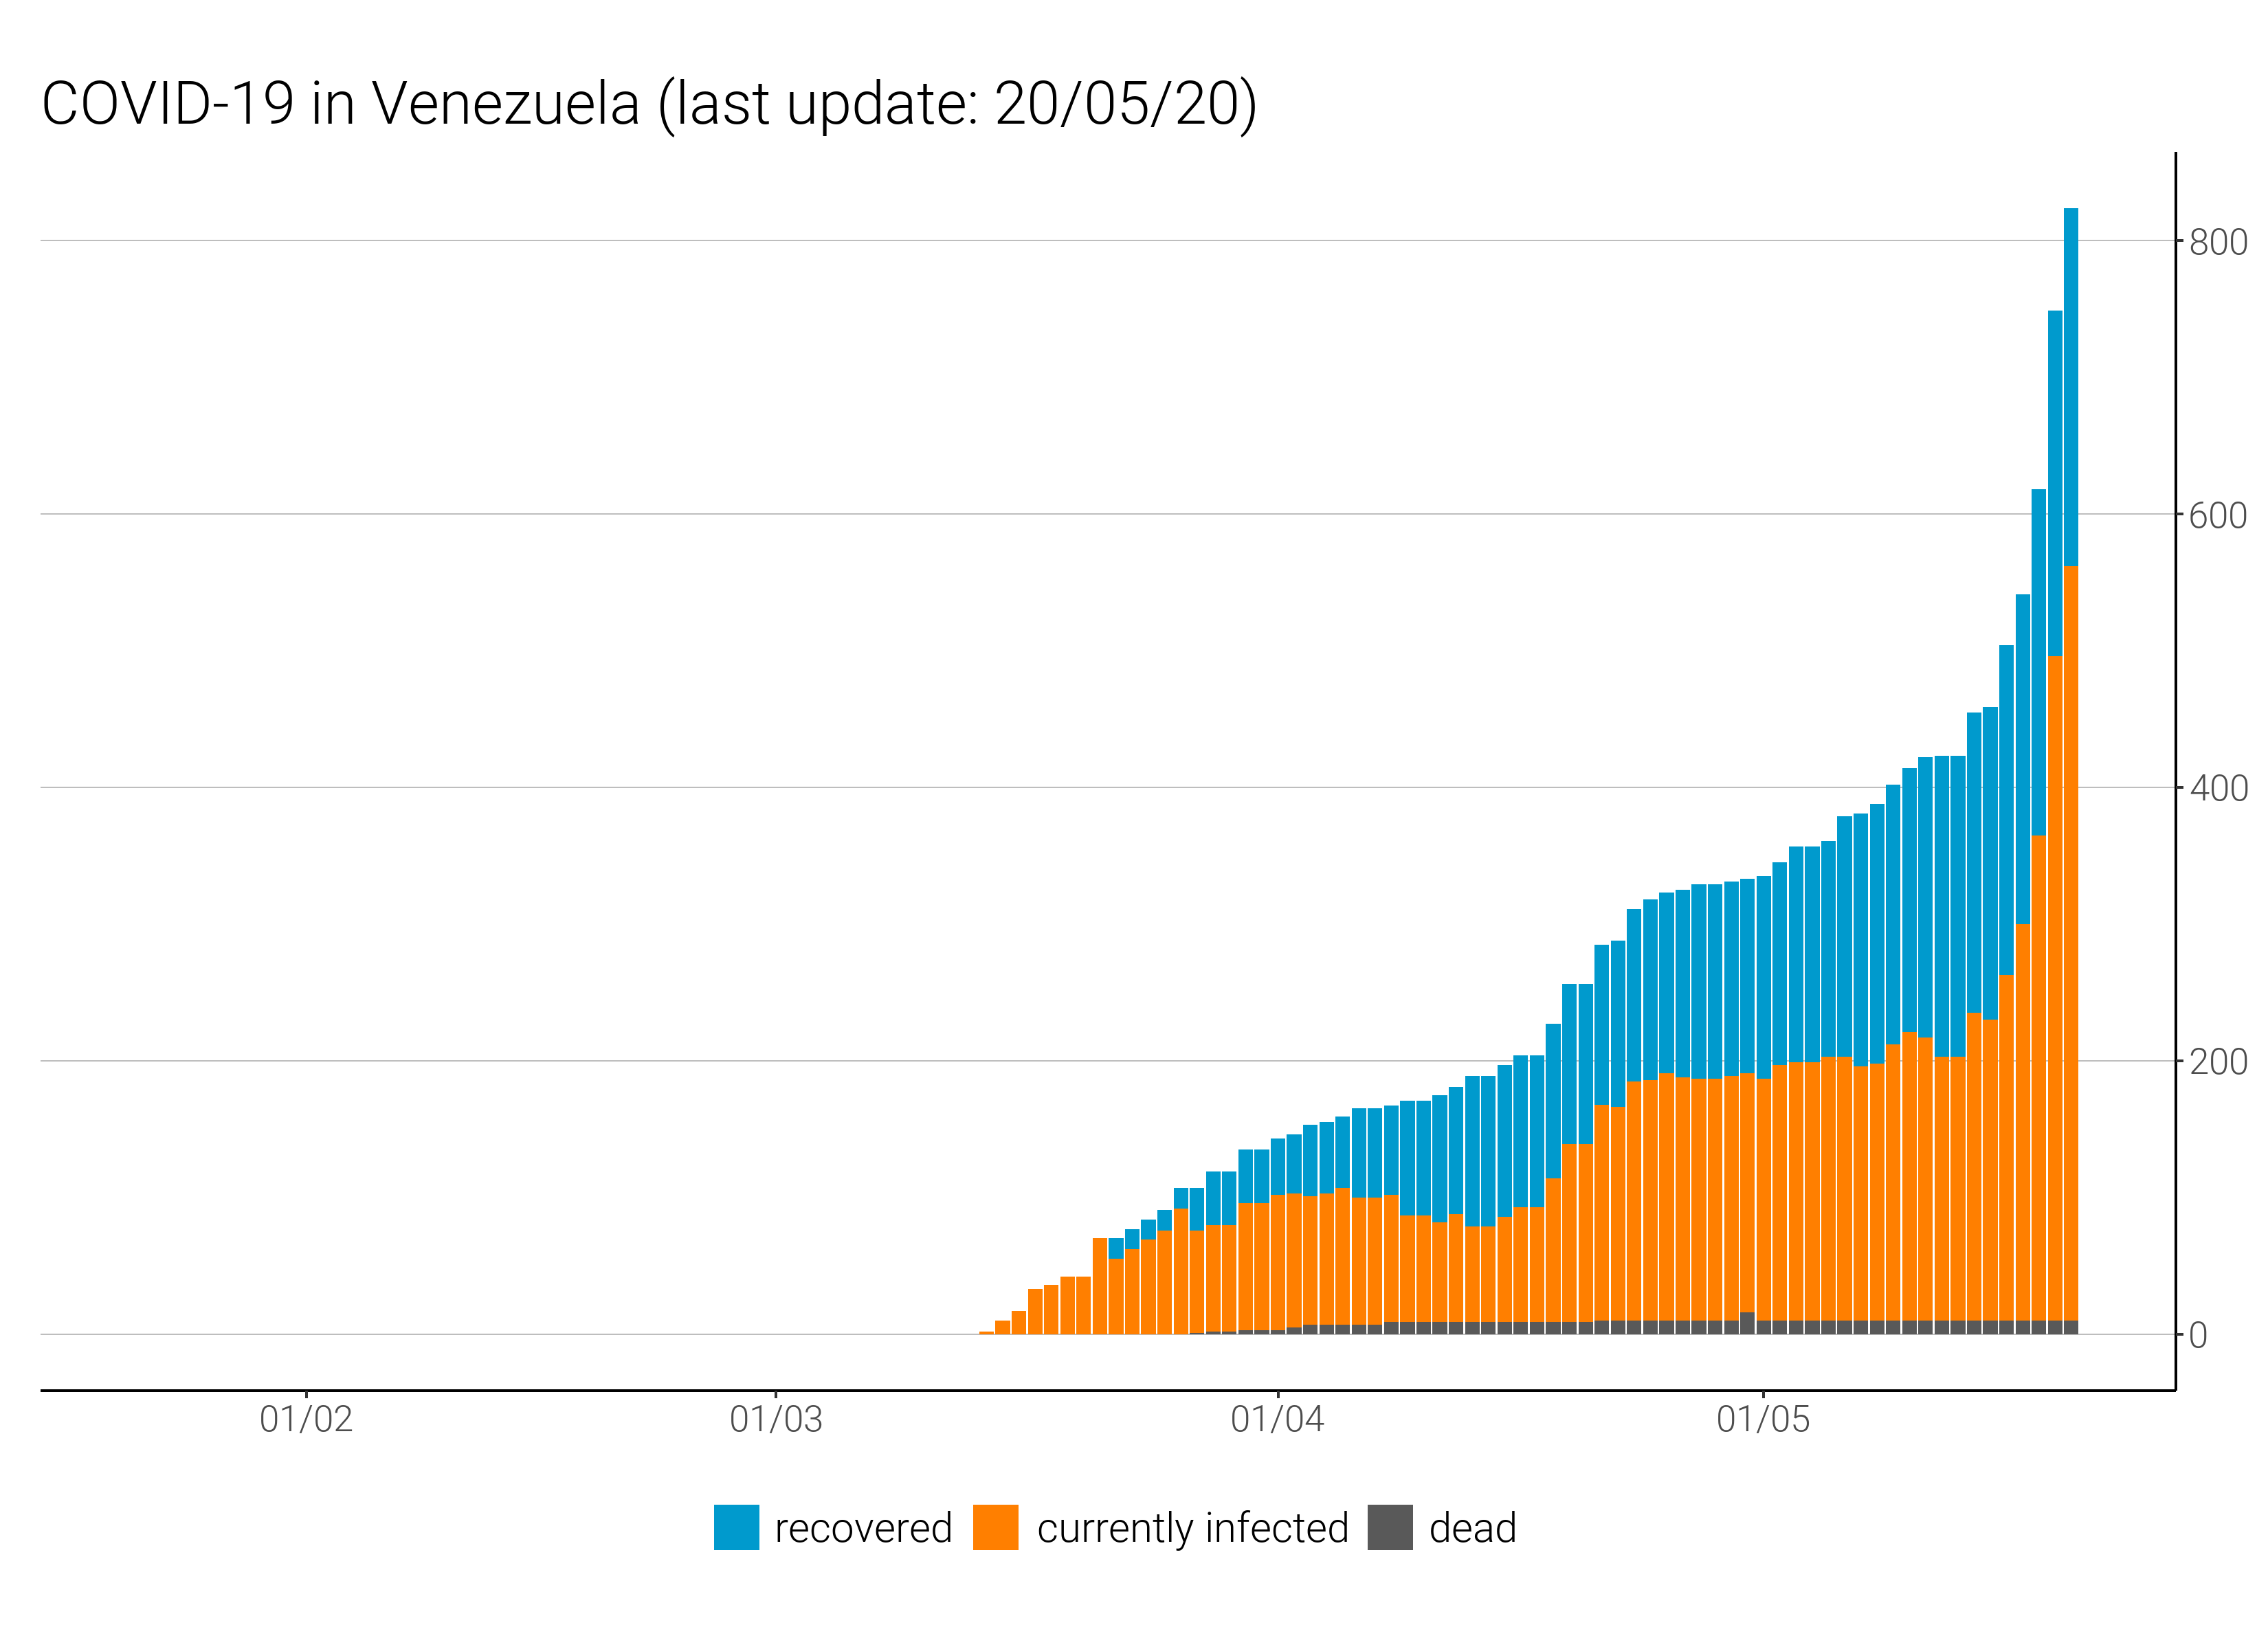 COVID-19 in Venezuela (last update: 20/05/20)
800
600
400
200
0
01/02 01/03 01/04 01/05
recovered currently infected dead